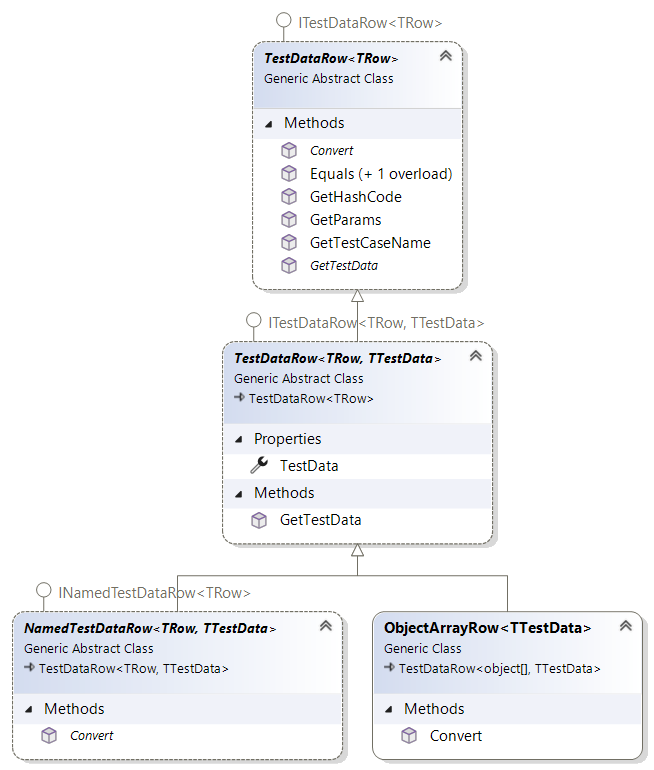 ITestDataRow<TRow>
TestDataRow<TRow>
Generic Abstract Class
Methods
Convert
Equals (+ 1 overload)
GetHashCode
GetParams
GetTestCaseName
GetTestData
ITestDataRow<TRow, TTestData>
TestDataRow<TRow, TTestData>
Generic Abstract Class
TestDataRow<TRow>
Properties
TestData
Methods
GetTestData
INamedTestDataRow<TRow>
NamedTestDataRow<TRow, TTestData>
Generic Abstract Class
TestDataRow<TRow, TTestData>
Methods
Convert
ObjectArrayRow<TTestData>
Generic Class
TestDataRow<object[], TTestData>
Methods
Convert